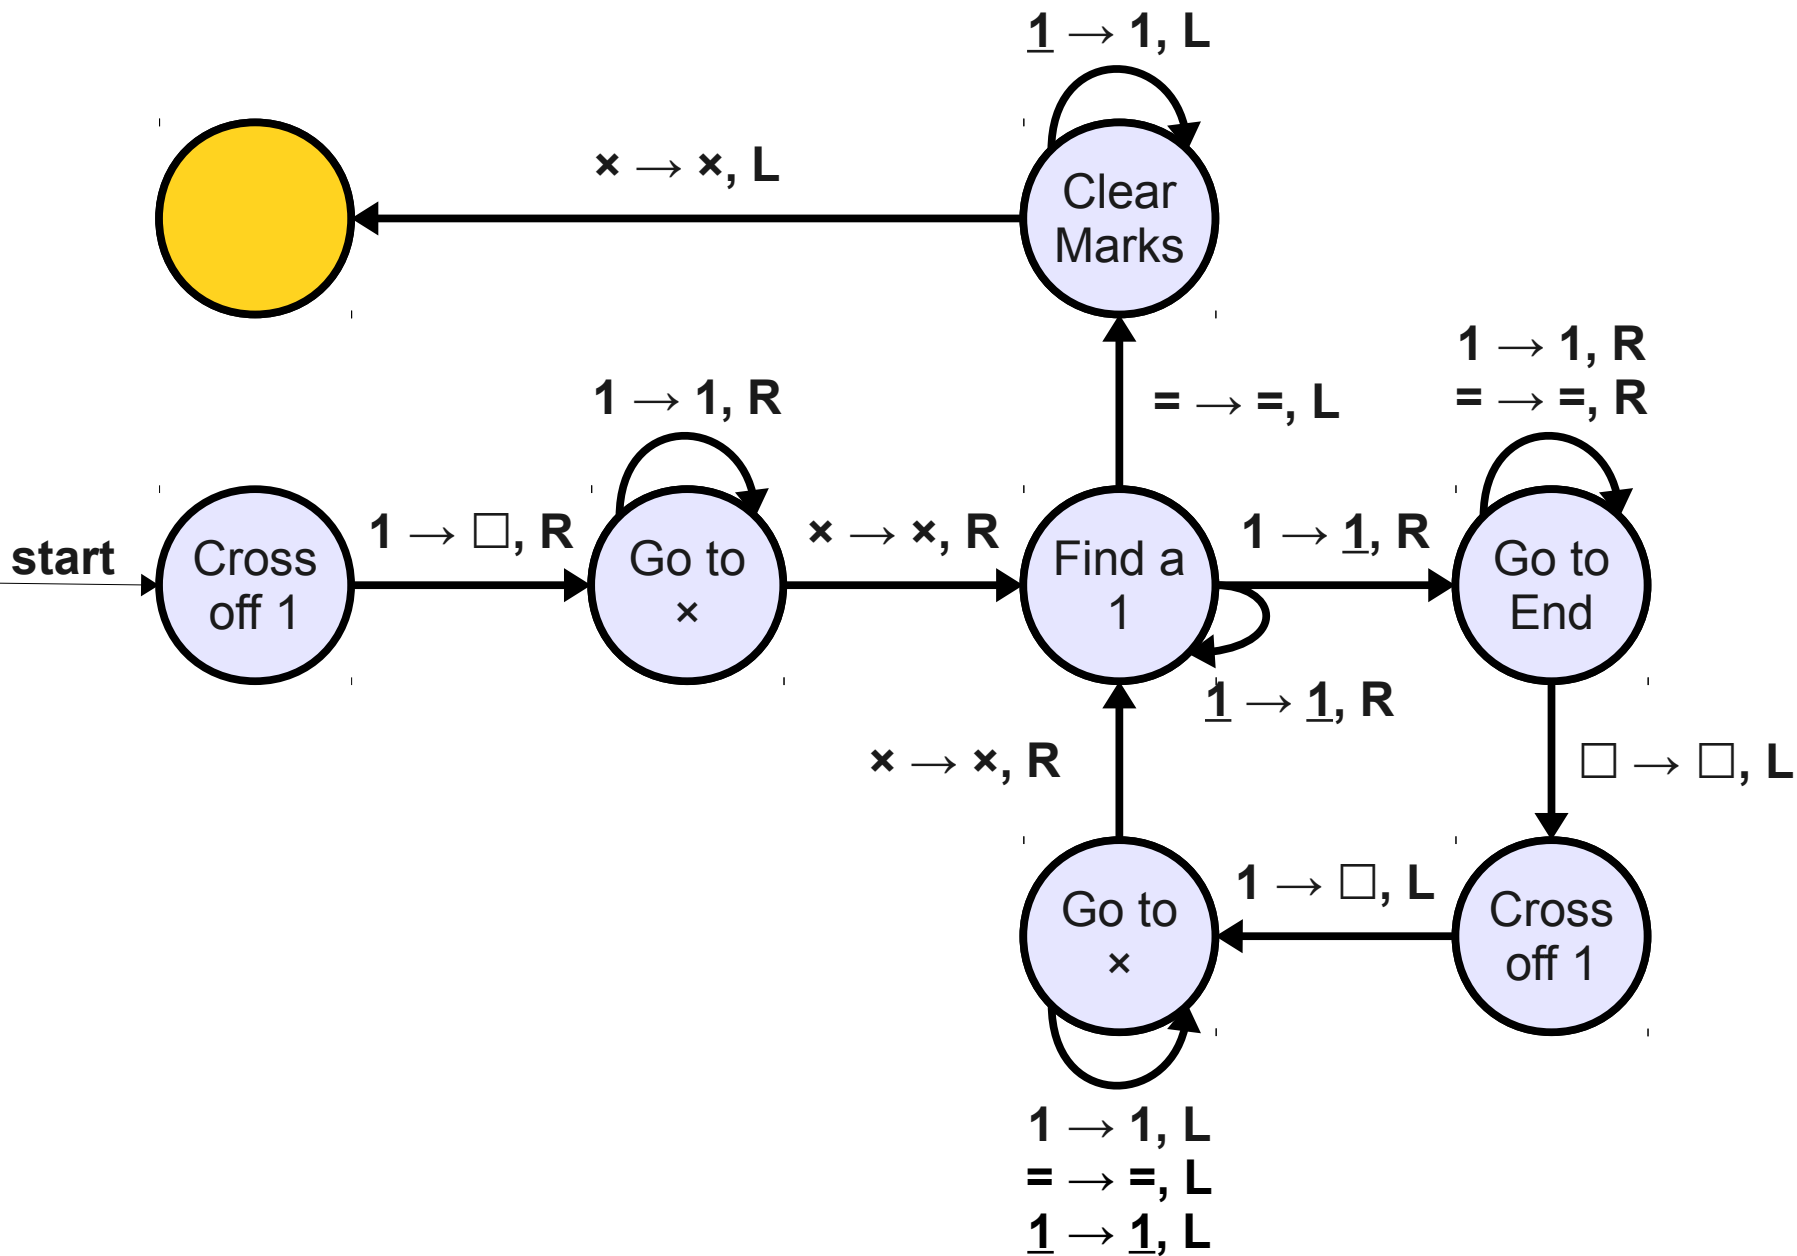 1 → 1, L
× → ×, L
Clear
Marks
1 → 1, R
= → =, R
= → =, L
1 → 1, R
start
Cross
off 1
1 → □, R
Go to
×
× → ×, R
Find a
1
1 → 1, R
Go to
End
1 → 1, R
× → ×, R
□ → □, L
Go to
×
1 → □, L
Cross
off 1
1 → 1, L
= → =, L
1 → 1, L